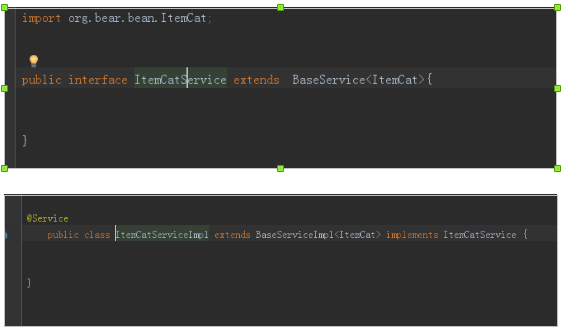 import org.bear.bean.ItemCat;
public interface ItemCatService extends BaseService<ItemCat>{
}
@Service
public class ItemCatServiceImpl extends BaseServiceImpl<ItemCat> implements ItemCatService {
}